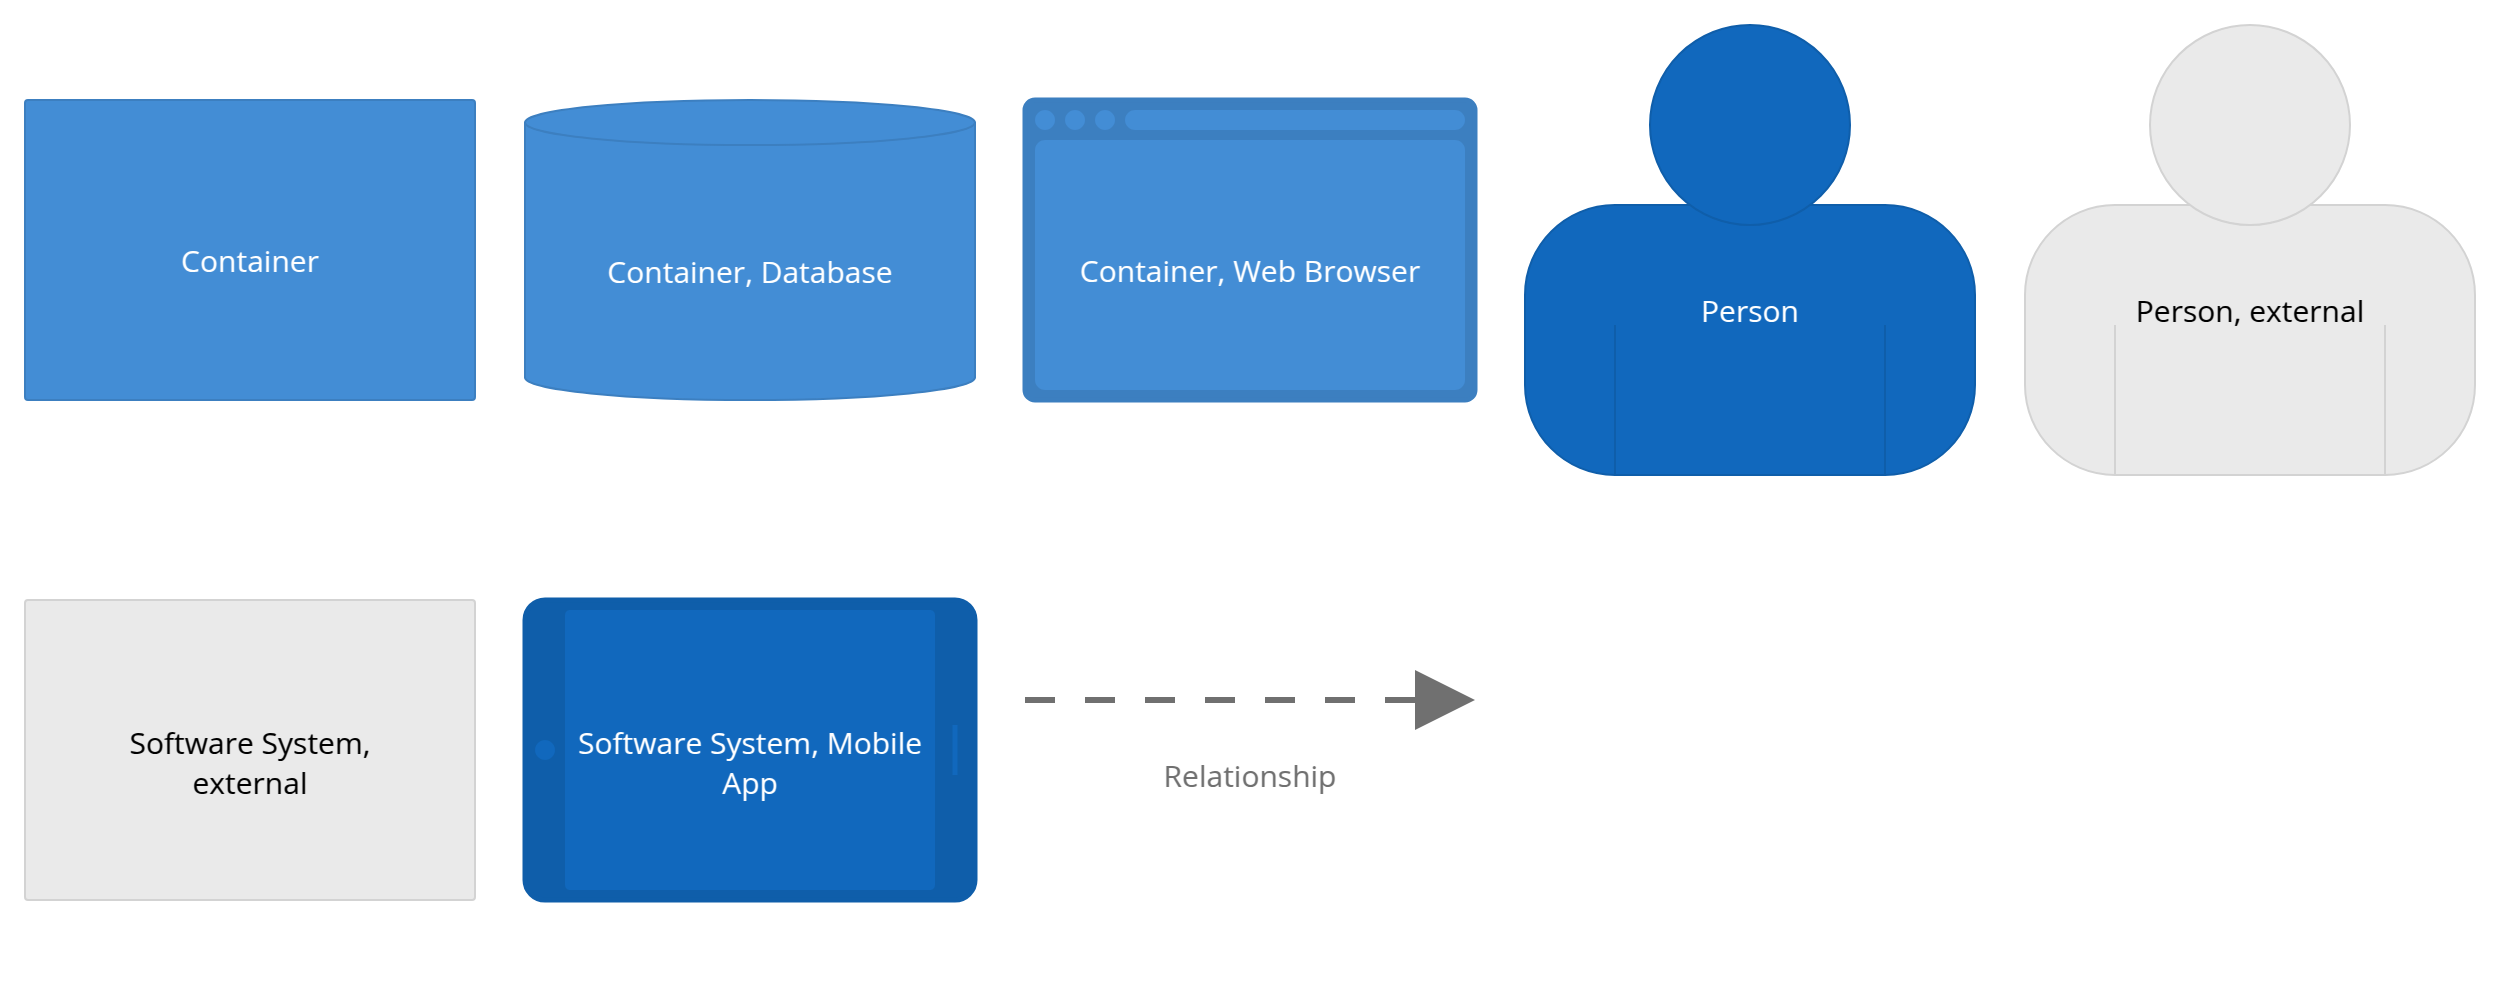 Container
Container, Database
Container, Web Browser
Person
Person, external
Software System,
external
Software System, Mobile
App
Relationship